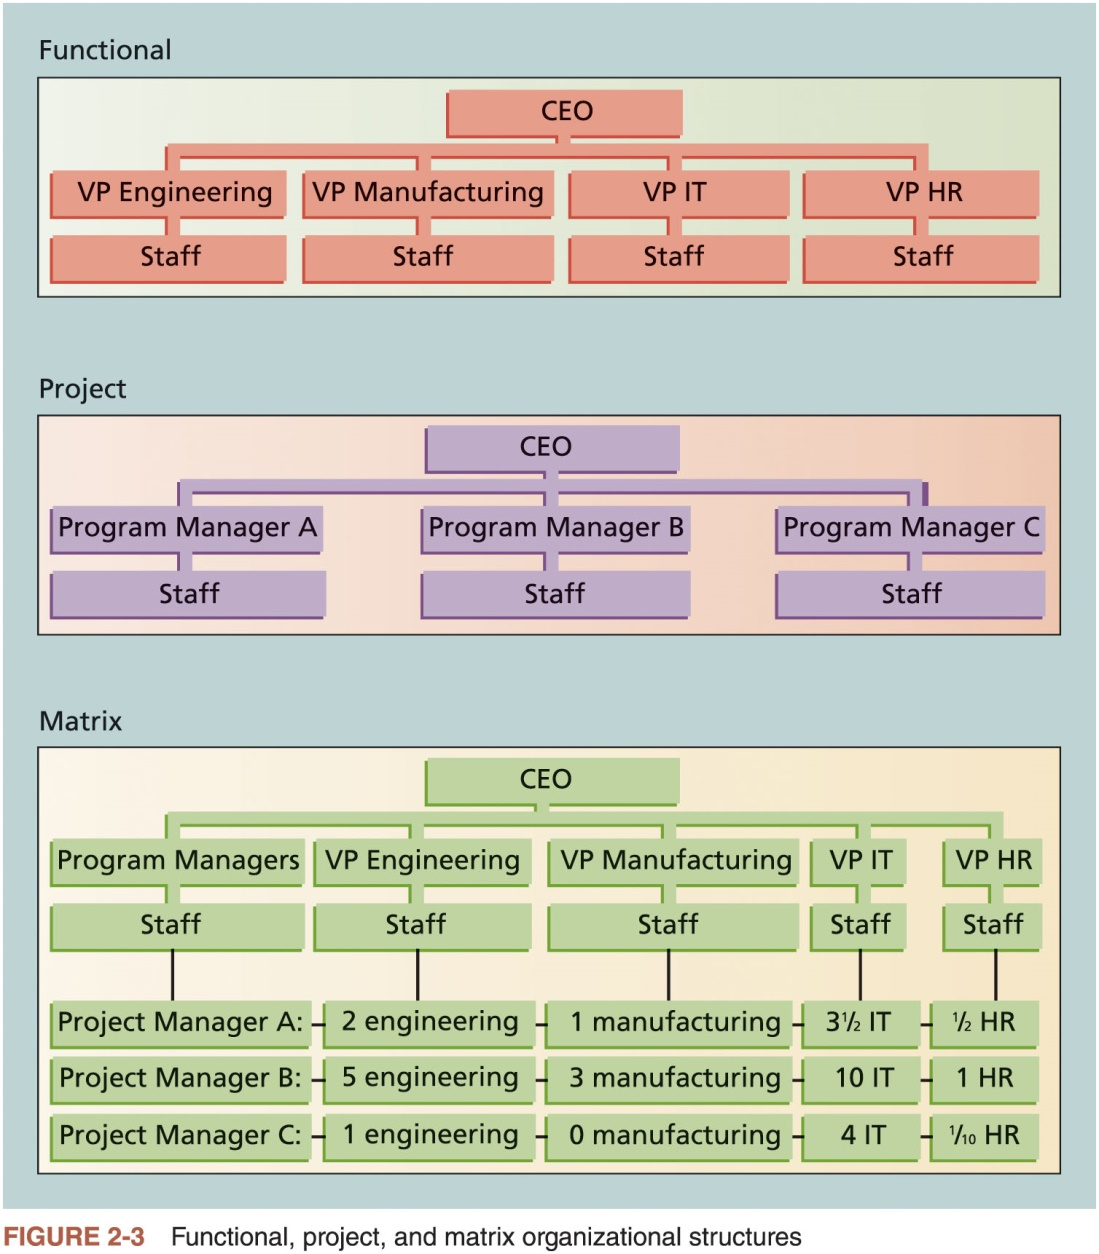 Functional
CEO
VP Engineering VP Manufacturing VP IT VP HR
Staff Staff Staff Staff
Project
CEO
Program Manager A Program Manager B Program Manager C
Staff Staff Staff
Matrix
CEO
Program Managers VP Engineering VP Manufacturing VP IT VP HR
Staff Staff Staff Staff Staff
Project Manager A: 2 engineering 1 manufacturing 3½ IT ½ HR
Project Manager B: 5 engineering 3 manufacturing 10 IT 1 HR
Project Manager C: 1 engineering 0 manufacturing 4 IT 1/10 HR
FIGURE 2-3 Functional, project, and matrix organizational structures